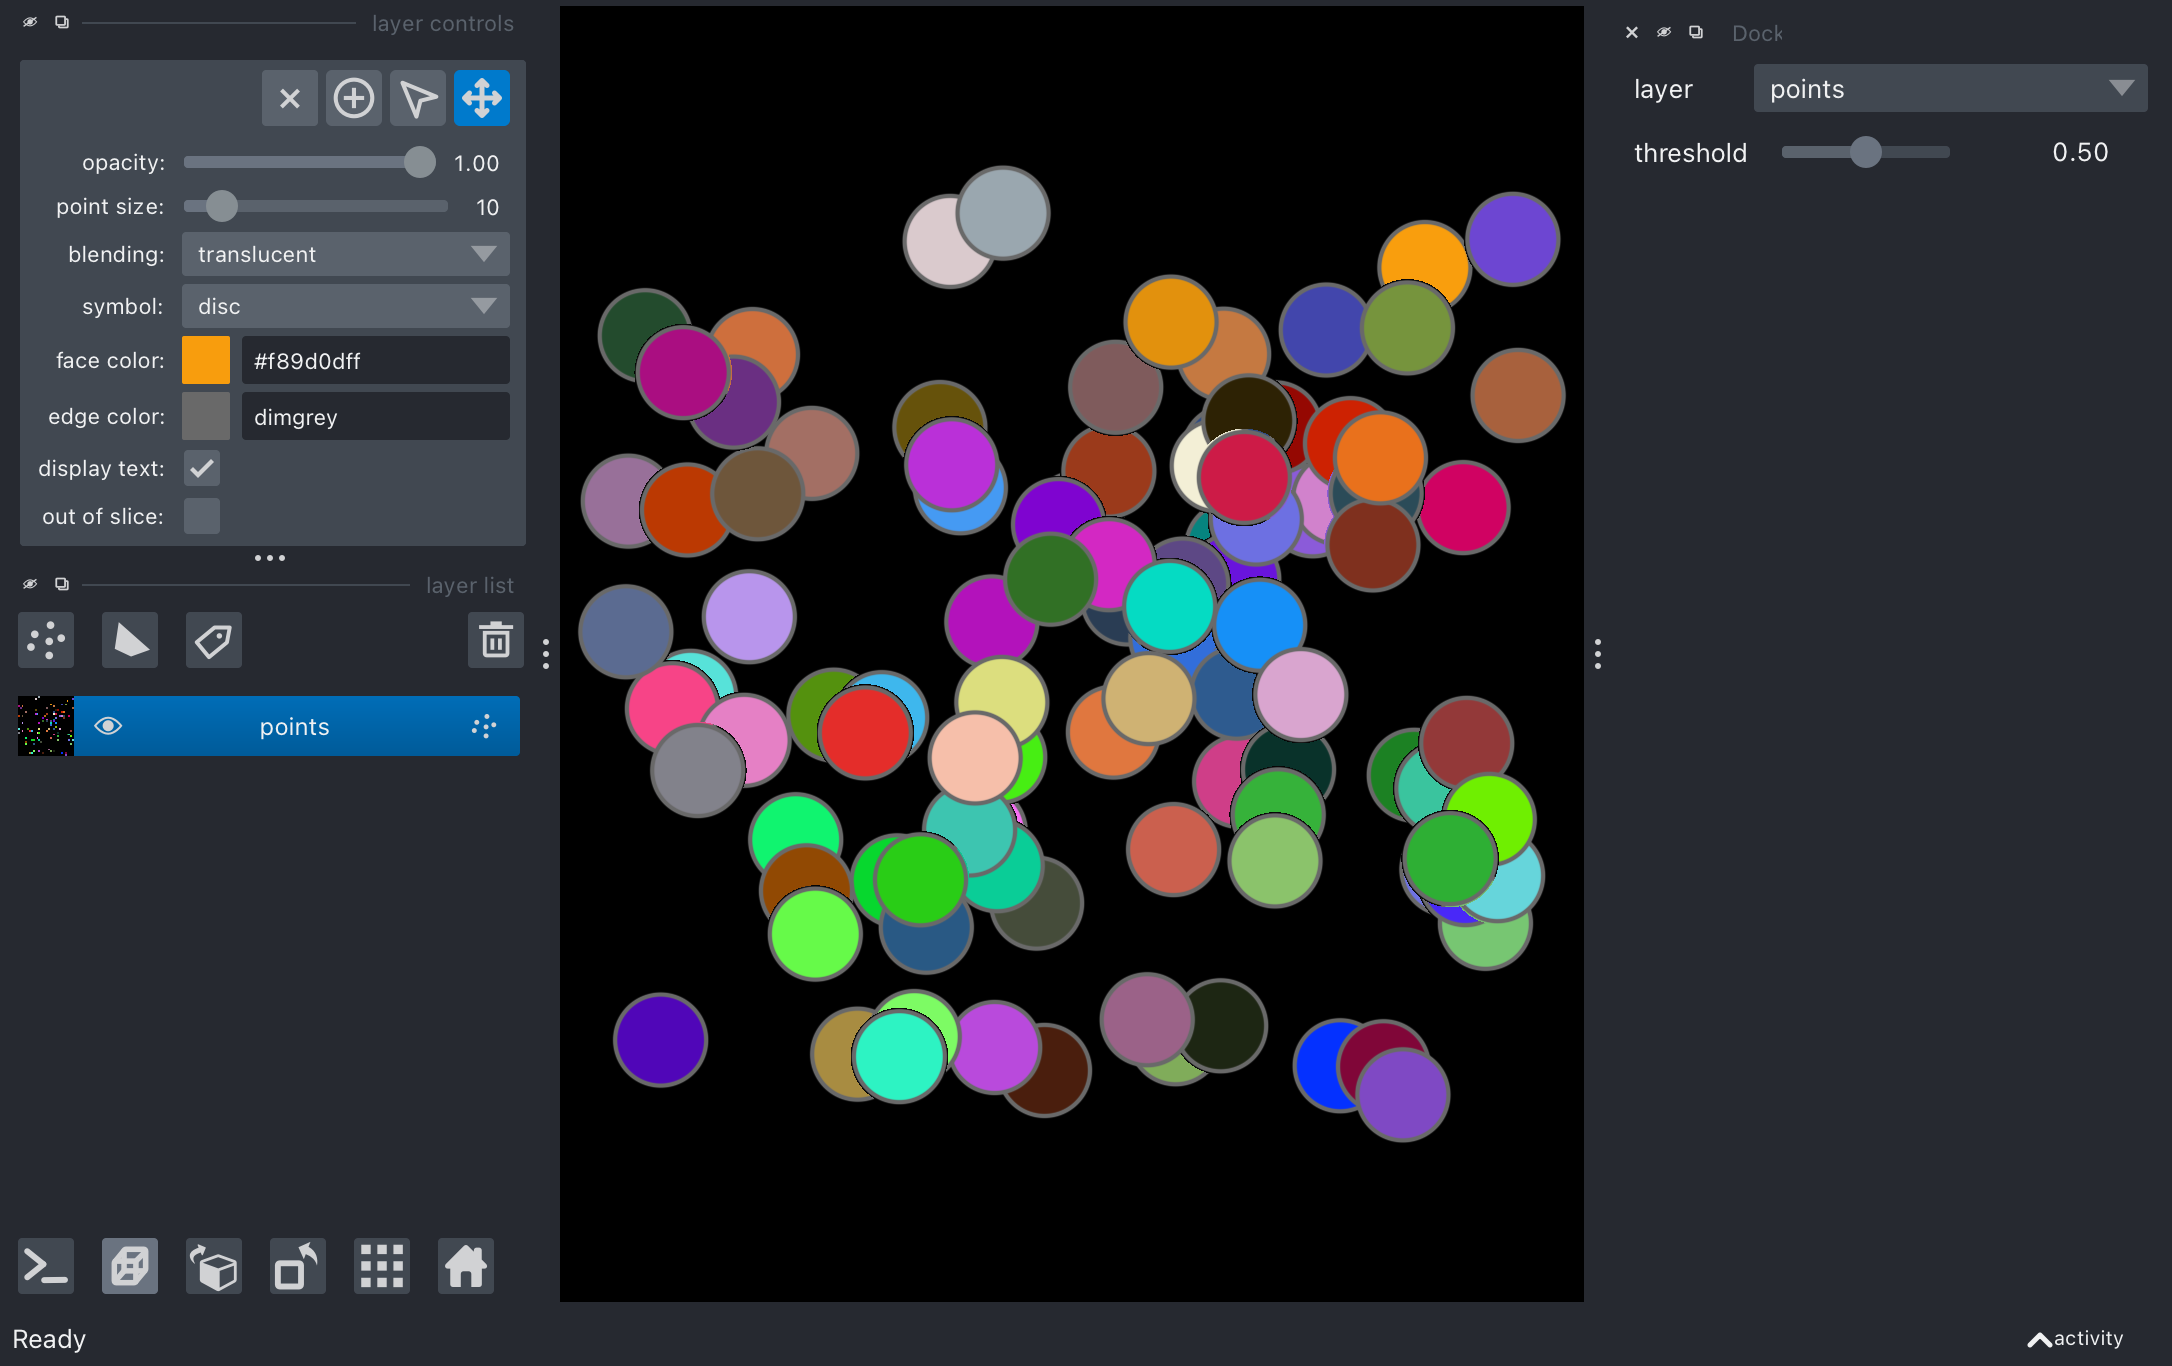 layer controls
opacity: 1.00
point size: 10
blending: translucent
symbol: disc
face color: #f89d0dff
edge color: dimgrey
display text:
out of slice:
layer list
points
Ready
Dock
layer points
threshold 0.50
activity